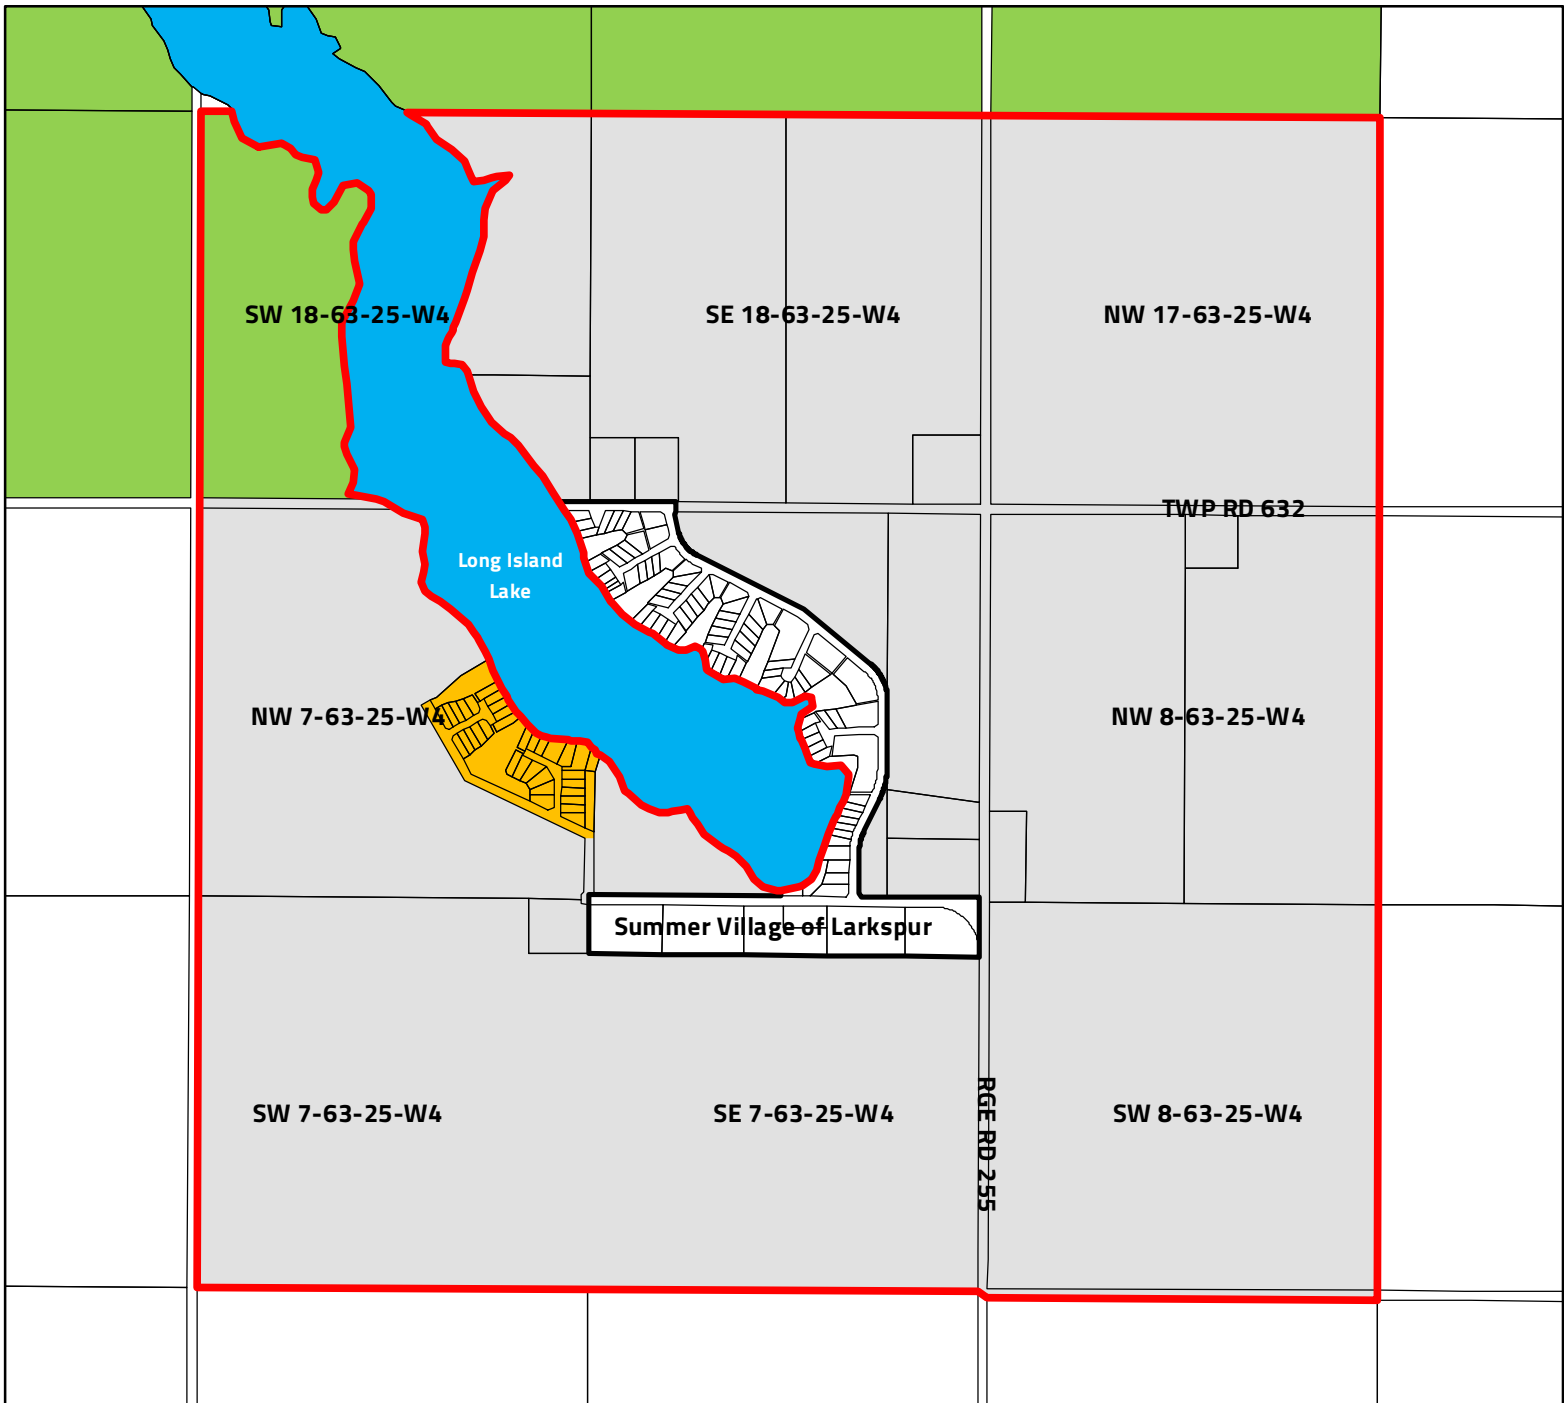 SW 18-63-25-W4
SE 18-63-25-W4
NW 17-63-25-W4
TWP RD 632
Long Island
Lake
NW 7-63-25-W4
NW 8-63-25-W4
Summer Village of Larkspur
SW 7-63-25-W4
SE 7-63-25-W4
RGE RD 255
SW 8-63-25-W4